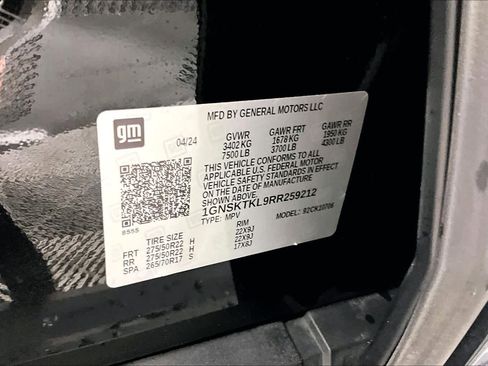 MFD BY GENERAL MOTORS LLC
gm
04/24
GVWR GAWR FRT GAWR RR
3402 KG 1678 KG 1950 KG
7500 LB 3700 LB 4300 LB
THIS VEHICLE CONFORMS TO ALL
APPLICABLE U.S. FEDERAL MOTOR
VEHICLE SAFETY STANDARDS IN EFFECT
ON THE DATE OF MANUFACTURE
SHOWN ABOVE.
1GNSKTKL9RR259212
TYPE: MPV MODEL: 92CK10706
8555
TIRE SIZE RIM
FRT 275/50R22 H 22X9J
RR 275/50R22 H 22X9J
SPA 265/70R17 S 17X8J